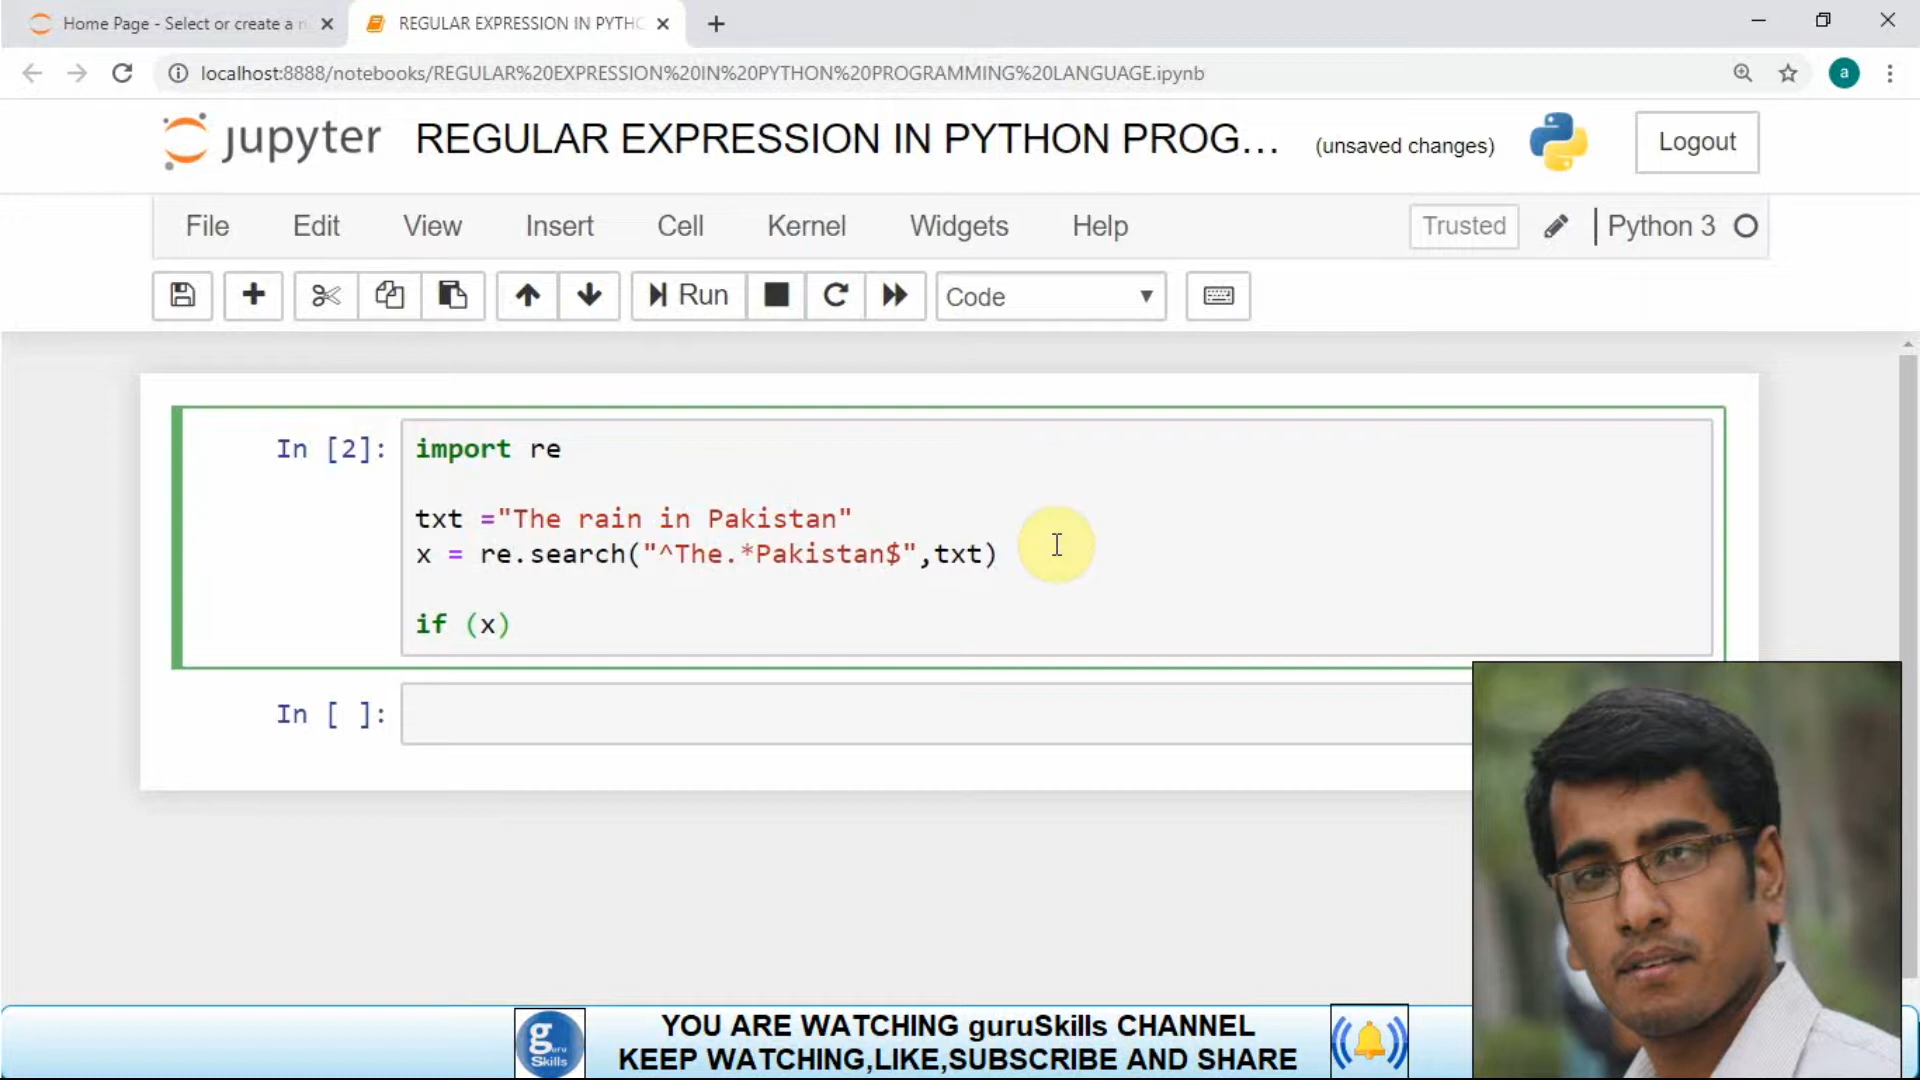 Home Page - Select or create a n
REGULAR EXPRESSION IN PYTHC
localhost:8888/notebooks/REGULAR%20EXPRESSION%20IN%20PYTHON%20PROGRAMMING%20LANGUAGE.ipynb
a
jupyter REGULAR EXPRESSION IN PYTHON PROG... (unsaved changes) Logout
File Edit View Insert Cell Kernel Widgets Help Trusted Python 3
Run Code
In [2]: import re
txt ="The rain in Pakistan"
x = re.search("^The.*Pakistan$",txt)
if (x)
In [ ]:
YOU ARE WATCHING guruSkills CHANNEL
KEEP WATCHING,LIKE,SUBSCRIBE AND SHARE
guru
Skills